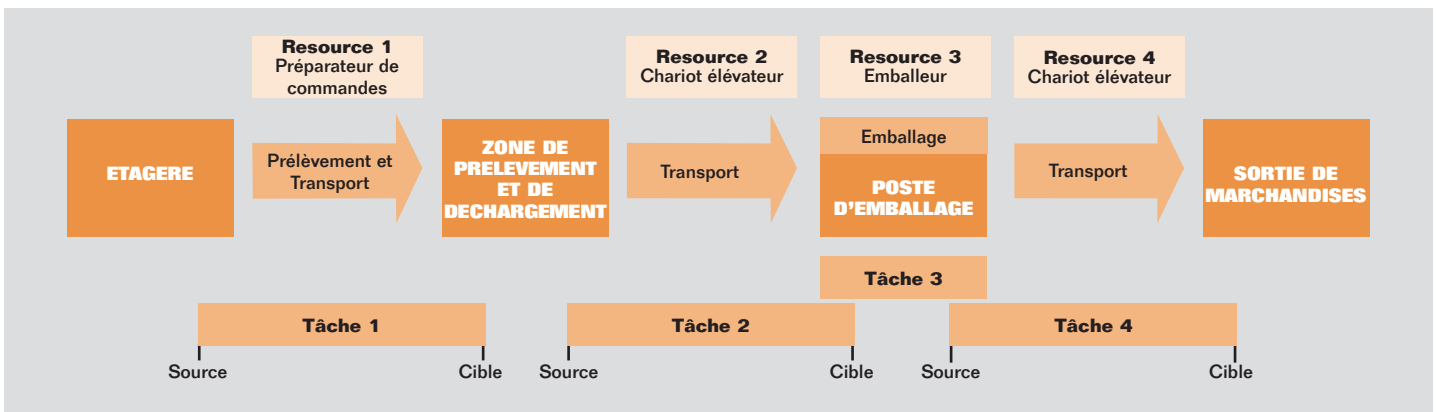 Resource 1
Préparateur de
commandes
Resource 2
Chariot élévateur
Resource 3
Emballeur
Resource 4
Chariot élévateur
ETAGERE
Prélèvement et
Transport
ZONE DE
PRELEVEMENT
ET DE
DECHARGEMENT
Transport
Emballage
POSTE
D'EMBALLAGE
Transport
SORTIE DE
MARCHANDISES
Tâche 3
Tâche 1
Tâche 2
Tâche 4
Source
Cible
Source
Cible
Source
Cible